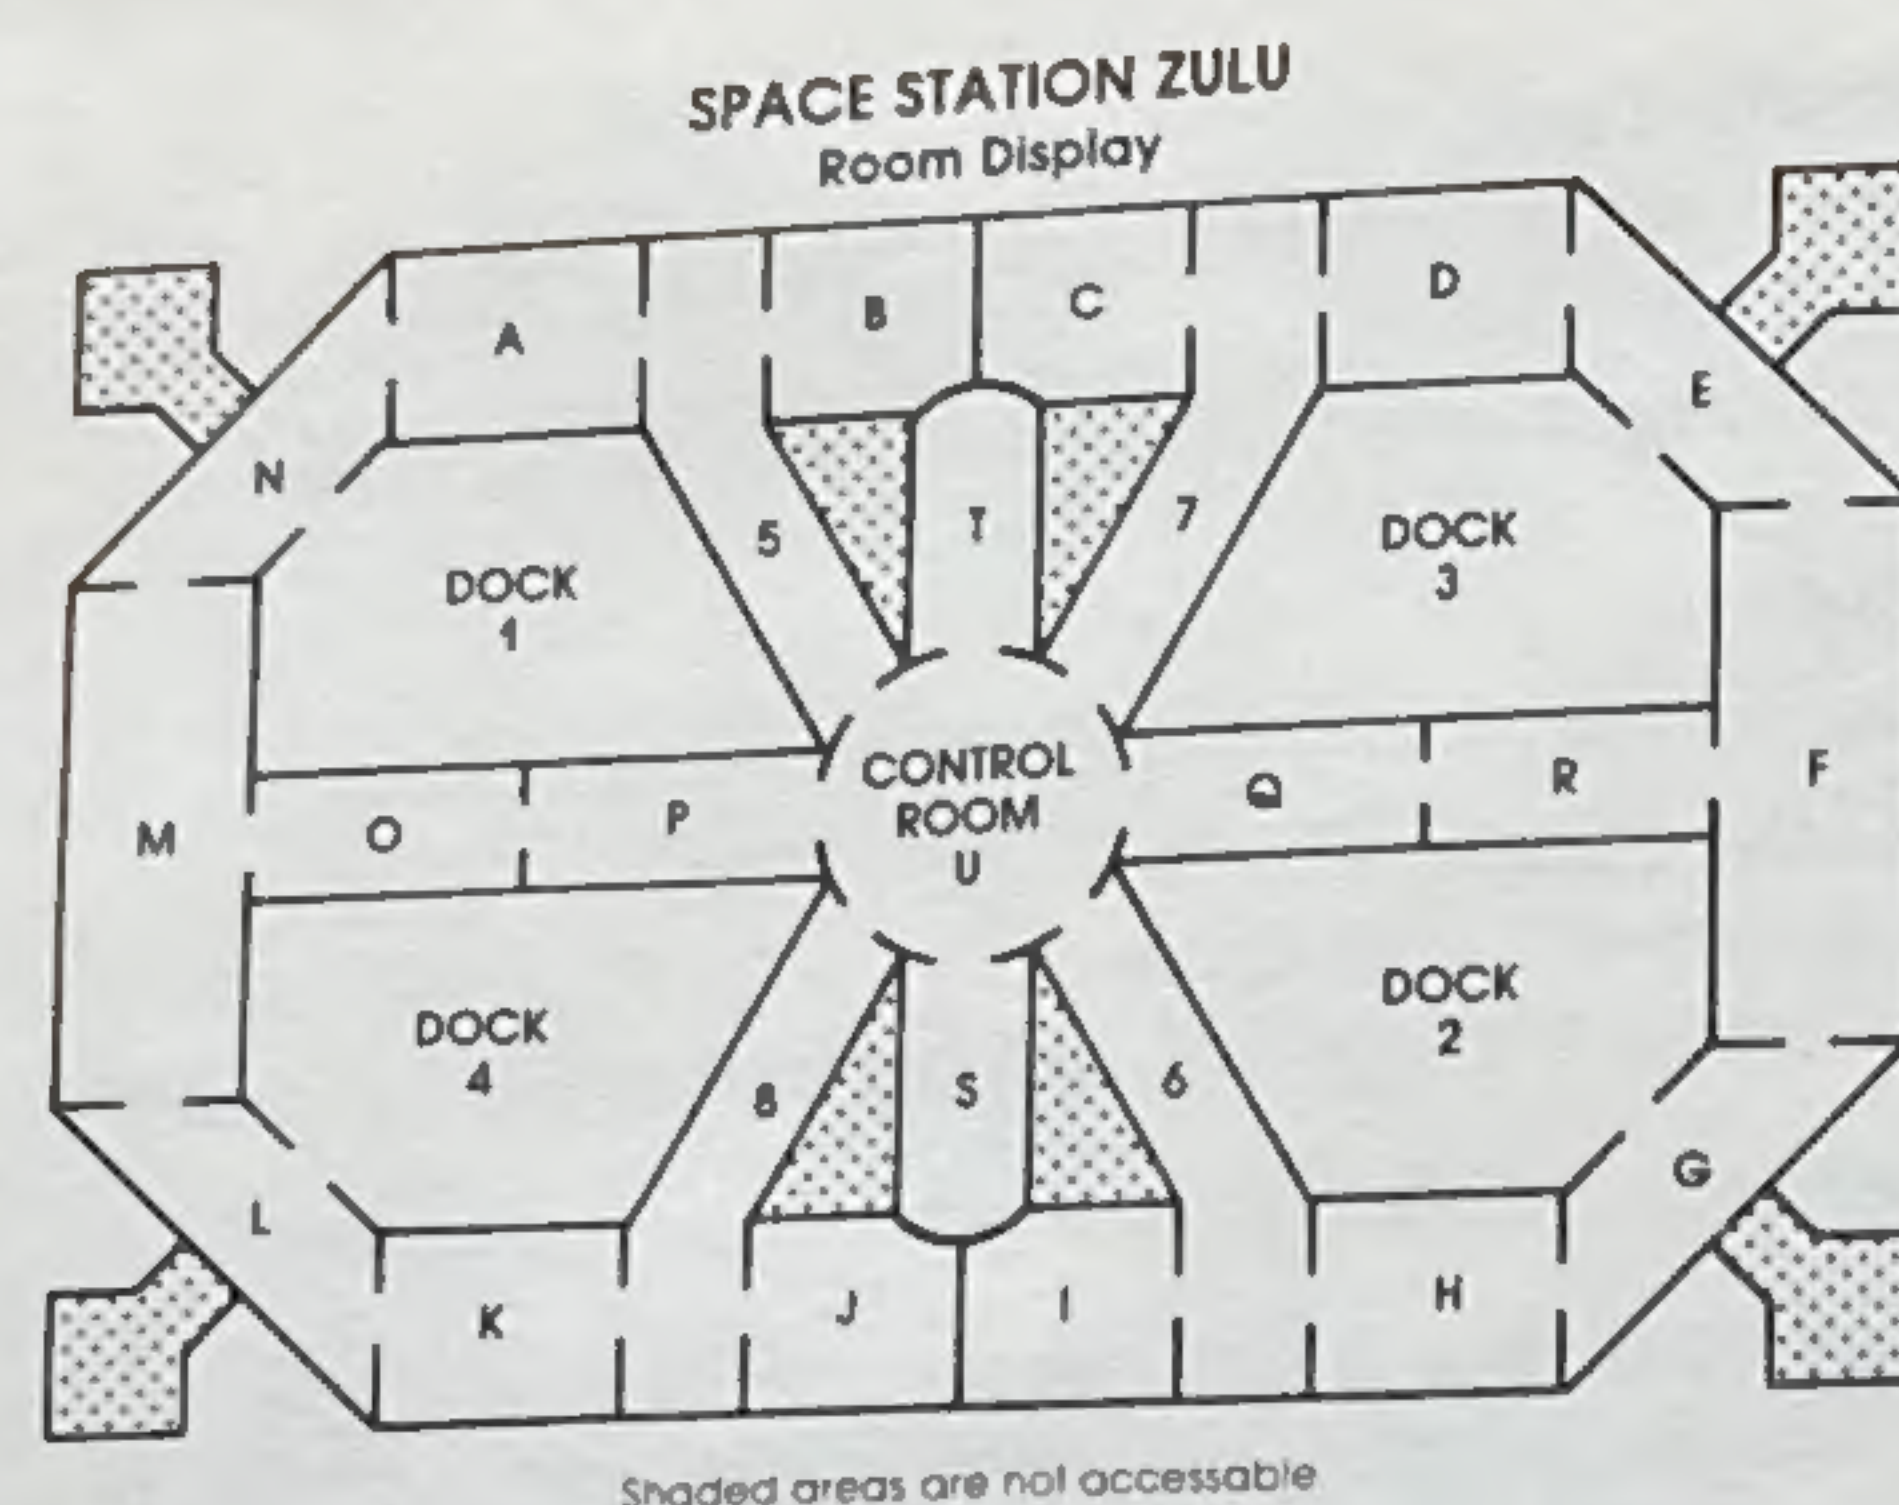 SPACE STATION ZULU
Room Display
A
B
C
D
E
N
5
T
7
DOCK
1
DOCK
3
M
O
P
CONTROL
ROOM
U
Q
R
F
DOCK
4
DOCK
2
8
S
6
L
G
K
J
I
H
Shaded areas are not accessable